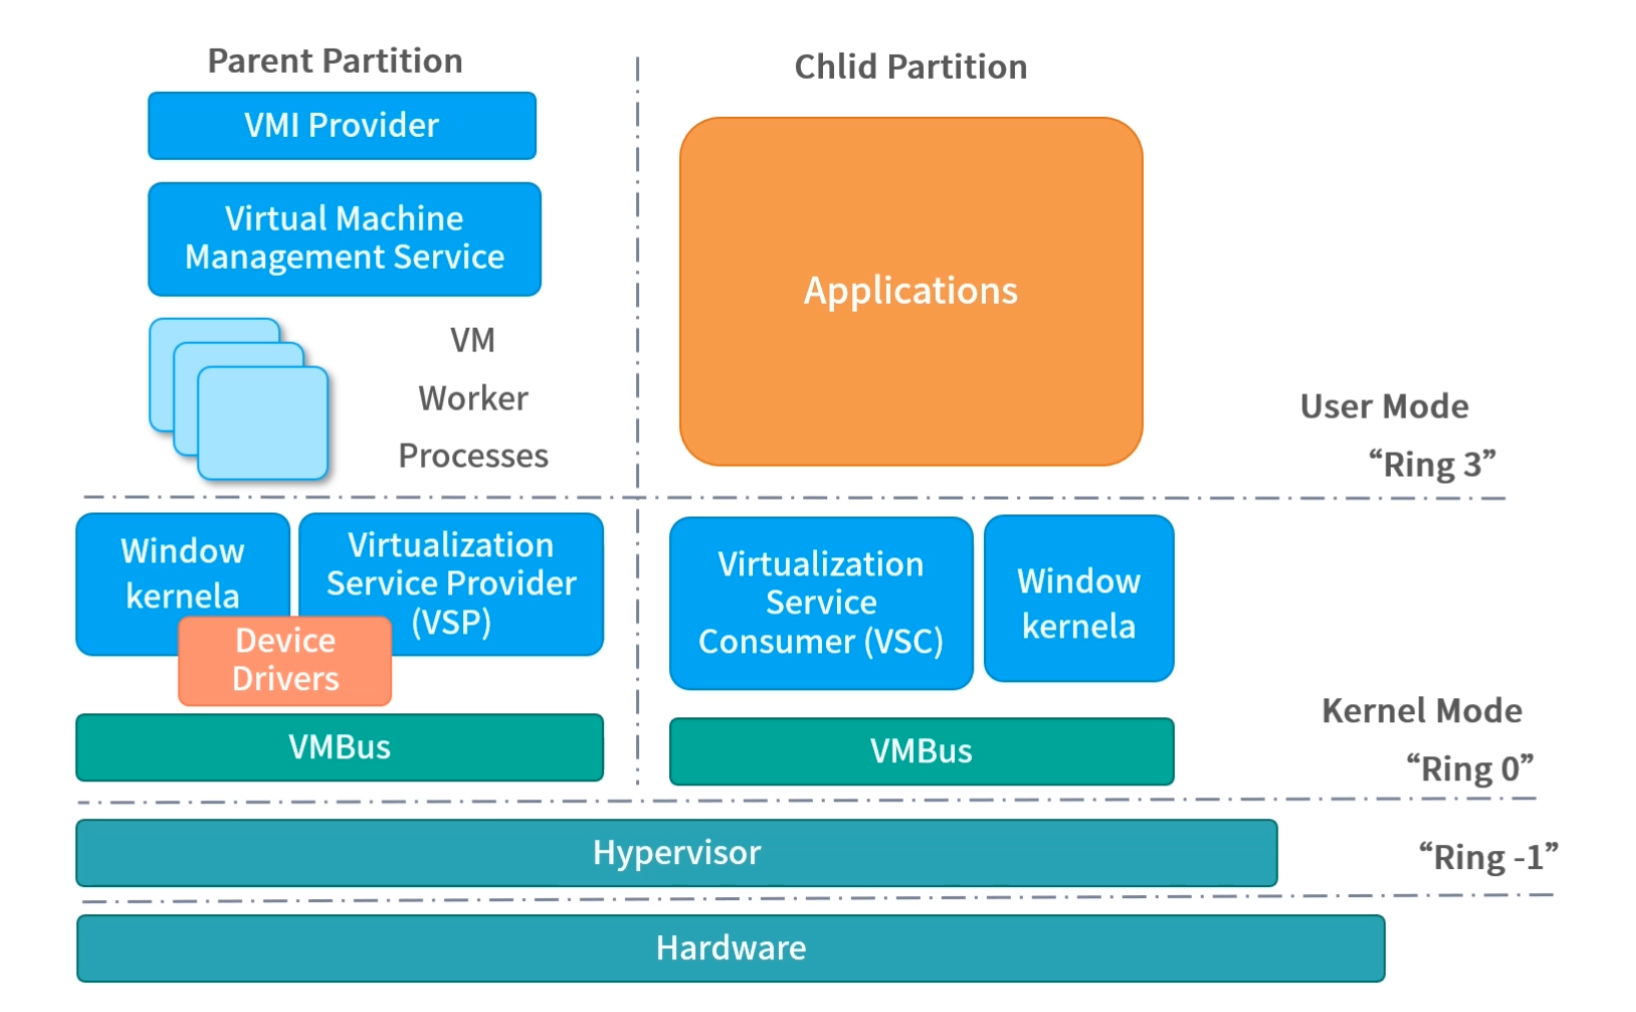 Parent Partition
Chlid Partition
VMI Provider
Virtual Machine
Management Service
VM
Worker
Processes
Applications
User Mode
“Ring 3”
Window
kernela
Virtualization
Service Provider
(VSP)
Device
Drivers
VMBus
Virtualization
Service
Consumer (VSC)
Window
kernela
VMBus
Kernel Mode
“Ring 0”
Hypervisor
“Ring -1”
Hardware